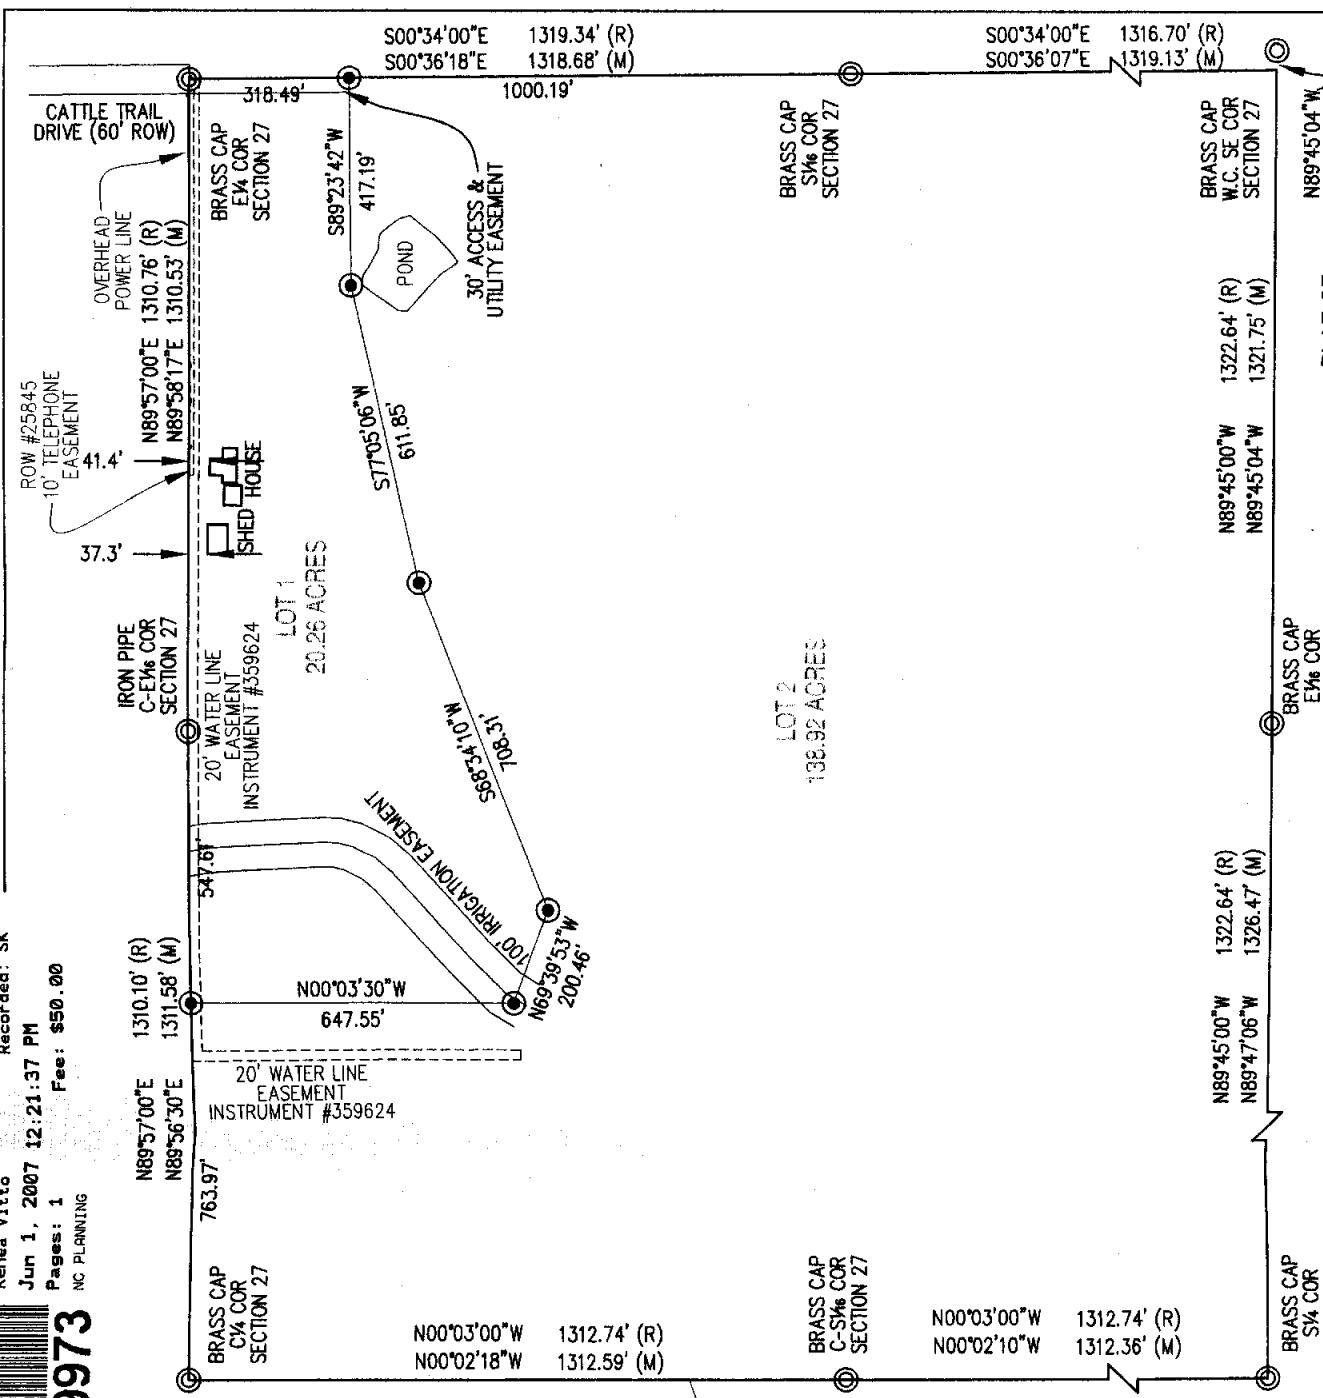 S00°34'00"E 1319.34' (R)
S00°36'18"E 1318.68' (M)
S00°34'00"E 1316.70' (R)
S00°36'07"E 1319.13' (M)
318.49'
1000.19'
CATTLE TRAIL
DRIVE (60' ROW)
BRASS CAP
E¼ COR
SECTION 27
S89°23'42"W
417.19'
30' ACCESS &
UTILITY EASEMENT
BRASS CAP
S1/16 COR
SECTION 27
BRASS CAP
W.C. SE COR
SECTION 27
N89°45'04"W
OVERHEAD
POWER LINE
N89°57'00"E 1310.76' (R)
N89°58'17"E 1310.53' (M)
POND
ROW #25845
10' TELEPHONE
EASEMENT
41.4'
HOUSE
37.3'
SHED
S77°05'06"W
611.85'
N89°45'00"W 1322.64' (R)
N89°45'04"W 1321.75' (M)
LOT 1
20.26 ACRES
IRON PIPE
C-E1/16 COR
SECTION 27
20' WATER LINE
EASEMENT
INSTRUMENT #359624
S68°34'10"W
708.31'
LOT 2
138.92 ACRES
BRASS CAP
E1/16 COR
100' IRRIGATION EASEMENT
547.61'
N69°39'53"W
200.46'
N00°03'30"W
647.55'
N89°57'00"E 1310.10' (R)
N89°56'30"E 1311.58' (M)
N89°45'00"W 1322.64' (R)
N89°47'06"W 1326.47' (M)
20' WATER LINE
EASEMENT
INSTRUMENT #359624
763.97'
Recorded: SK
Jun 1, 2007 12:21:37 PM
Pages: 1 Fee: $50.00
NC PLANNING
9973
BRASS CAP
C¼ COR
SECTION 27
N00°03'00"W 1312.74' (R)
N00°02'18"W 1312.59' (M)
BRASS CAP
C-S1/16 COR
SECTION 27
N00°03'00"W 1312.74' (R)
N00°02'10"W 1312.36' (M)
BRASS CAP
S¼ COR